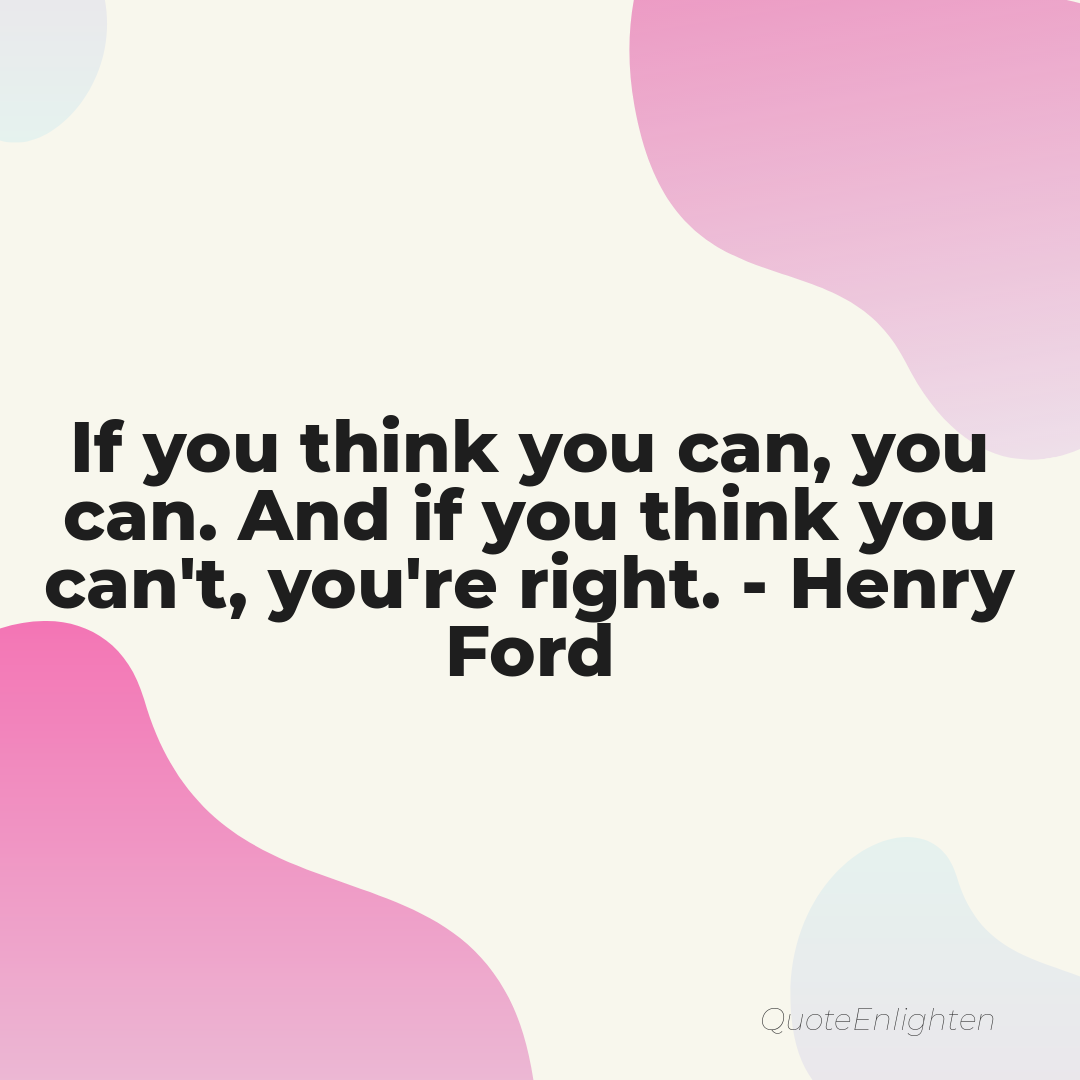 If you think you can, you
can. And if you think you
can't, you're right. - Henry
Ford
QuoteEnlighten